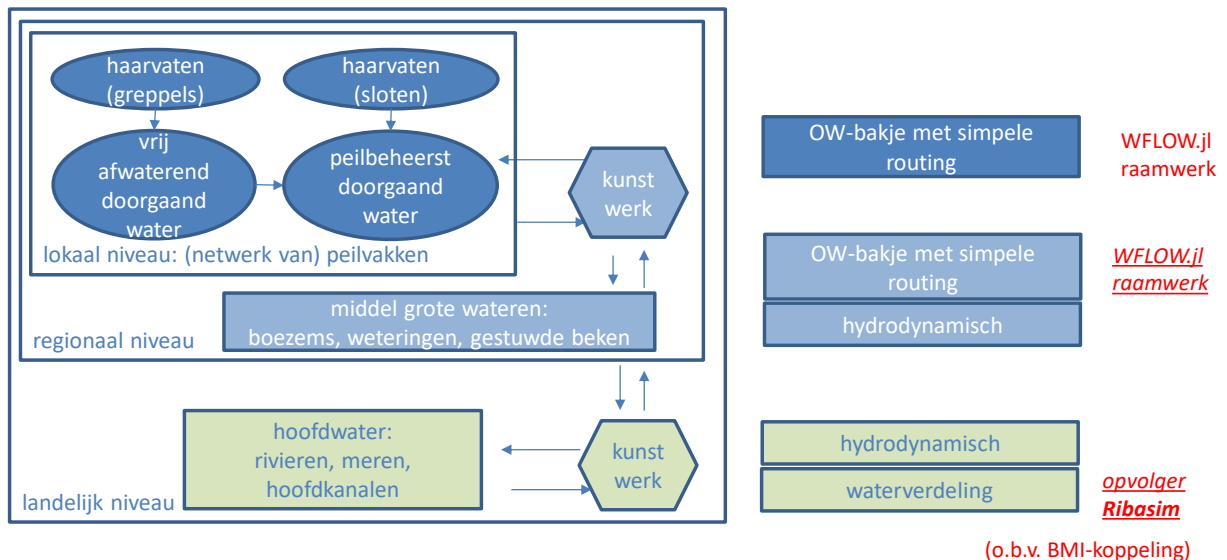 haarvaten
(greppels)
haarvaten
(sloten)
vrij
afwaterend
doorgaand
water
peilbeheerst
doorgaand
water
kunst
werk
lokaal niveau: (netwerk van) peilvakken
middel grote wateren:
boezems, weteringen, gestuwde beken
regionaal niveau
hoofdwater:
rivieren, meren,
hoofdkanalen
kunst
werk
landelijk niveau
OW-bakje met simpele
routing
WFLOW.jl
raamwerk
OW-bakje met simpele
routing
WFLOW.jl
raamwerk
hydrodynamisch
hydrodynamisch
waterverdeling
opvolger
Ribasim
(o.b.v. BMI-koppeling)